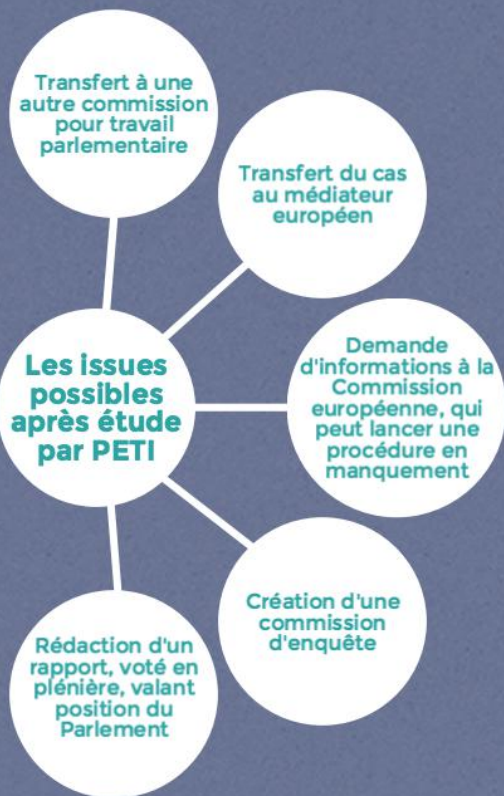 Transfert à une
autre commission
pour travail
parlementaire
Transfert du cas
au médiateur
européen
Les issues
possibles
après étude
par PETI
Demande
d'informations à la
Commission
européenne, qui
peut lancer une
procédure en
manquement
Création d'une
commission
d'enquête
Rédaction d'un
rapport, voté en
plénière, valant
position du
Parlement